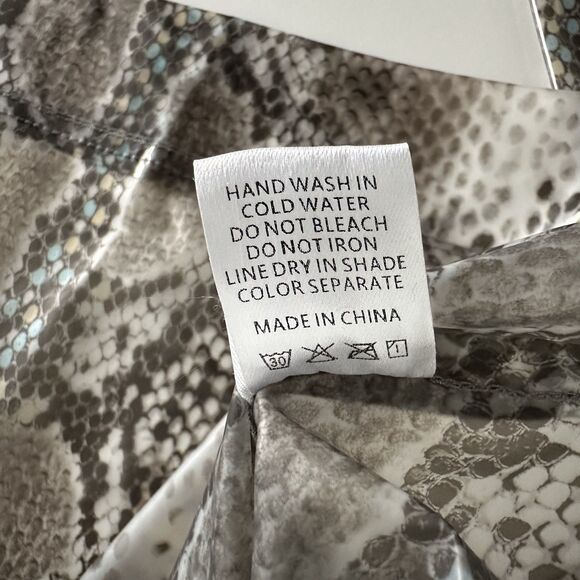 HAND WASH IN
COLD WATER
DO NOT BLEACH
DO NOT IRON
LINE DRY IN SHADE
COLOR SEPARATE
MADE IN CHINA
30